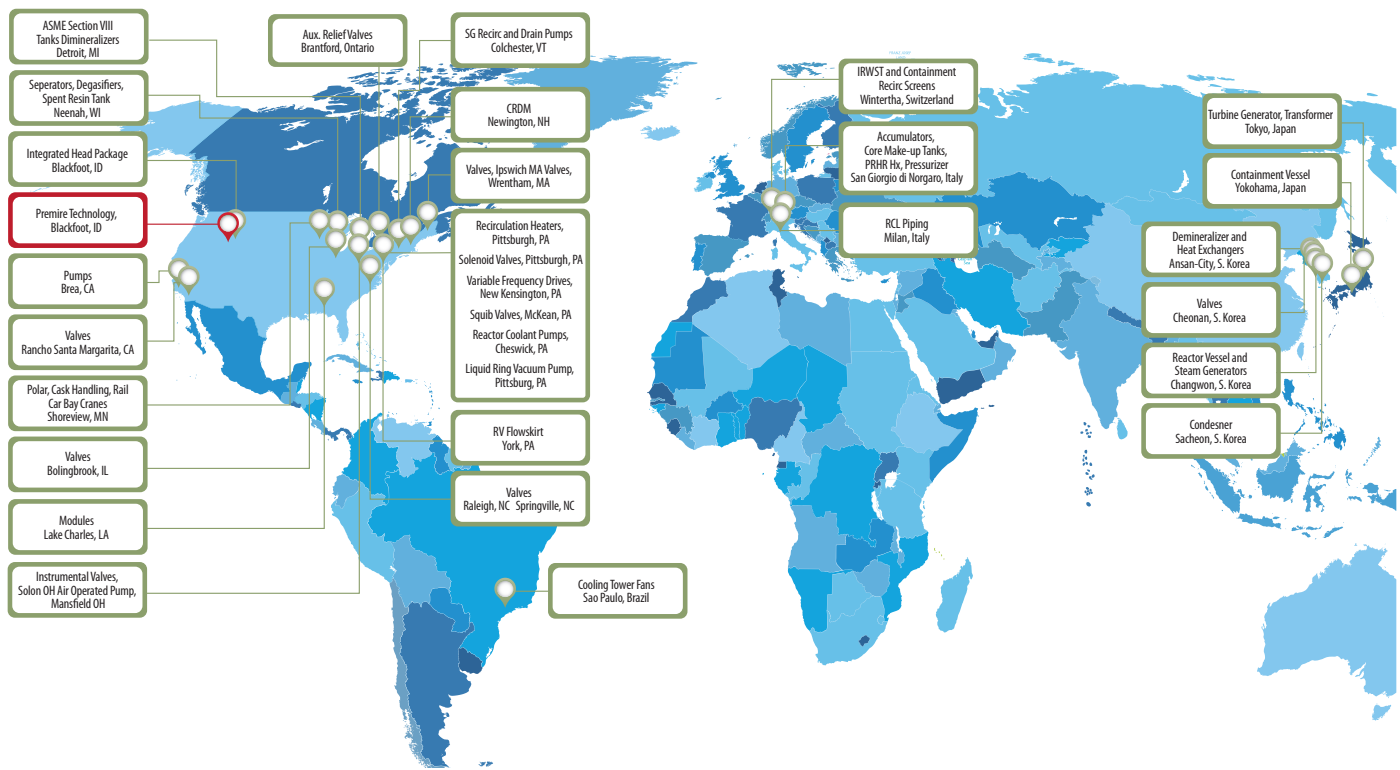 ASME Section VIII
Tanks Dimineralizers
Detroit, MI
Seperators, Degasifiers,
Spent Resin Tank
Neenah, WI
Integrated Head Package
Blackfoot, ID
Premire Technology,
Blackfoot, ID
Pumps
Brea, CA
Valves
Rancho Santa Margarita, CA
Polar, Cask Handling, Rail
Car Bay Cranes
Shoreview, MN
Valves
Bolingbrook, IL
Modules
Lake Charles, LA
Instrumental Valves,
Solon OH Air Operated Pump,
Mansfield OH
Aux. Relief Valves
Brantford, Ontario
SG Recirc and Drain Pumps
Colchester, VT
CRDM
Newington, NH
Valves, Ipswich MA Valves,
Wrentham, MA
Recirculation Heaters,
Pittsburgh, PA
Solenoid Valves, Pittsburgh, PA
Variable Frequency Drives,
New Kensington, PA
Squib Valves, McKean, PA
Reactor Coolant Pumps,
Cheswick, PA
Liquid Ring Vacuum Pump,
Pittsburg, PA
RV Flowskirt
York, PA
Valves
Raleigh, NC Springville, NC
Cooling Tower Fans
Sao Paulo, Brazil
IRWST and Containment
Recirc Screens
Wintertha, Switzerland
Accumulators,
Core Make-up Tanks,
PRHR Hx, Pressurizer
San Giorgio di Norgaro, Italy
RCL Piping
Milan, Italy
Turbine Generator, Transformer
Tokyo, Japan
Containment Vessel
Yokohama, Japan
Demineralizer and
Heat Exchangers
Ansan-City, S. Korea
Valves
Cheonan, S. Korea
Reactor Vessel and
Steam Generators
Changwon, S. Korea
Condesner
Sacheon, S. Korea